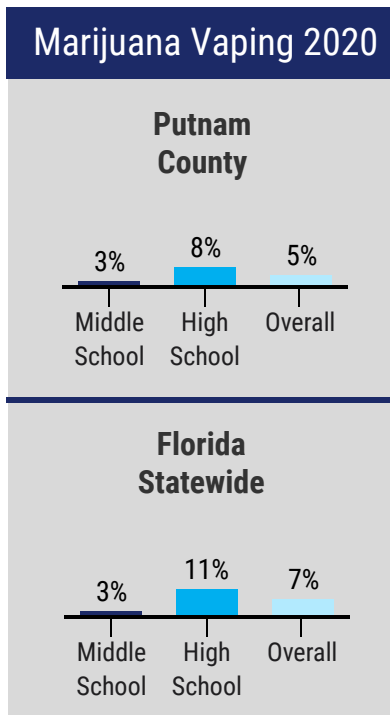 Marijuana Vaping 2020
Putnam
County
3%
8%
5%
Middle
School
High
School
Overall
Florida
Statewide
3%
11%
7%
Middle
School
High
School
Overall